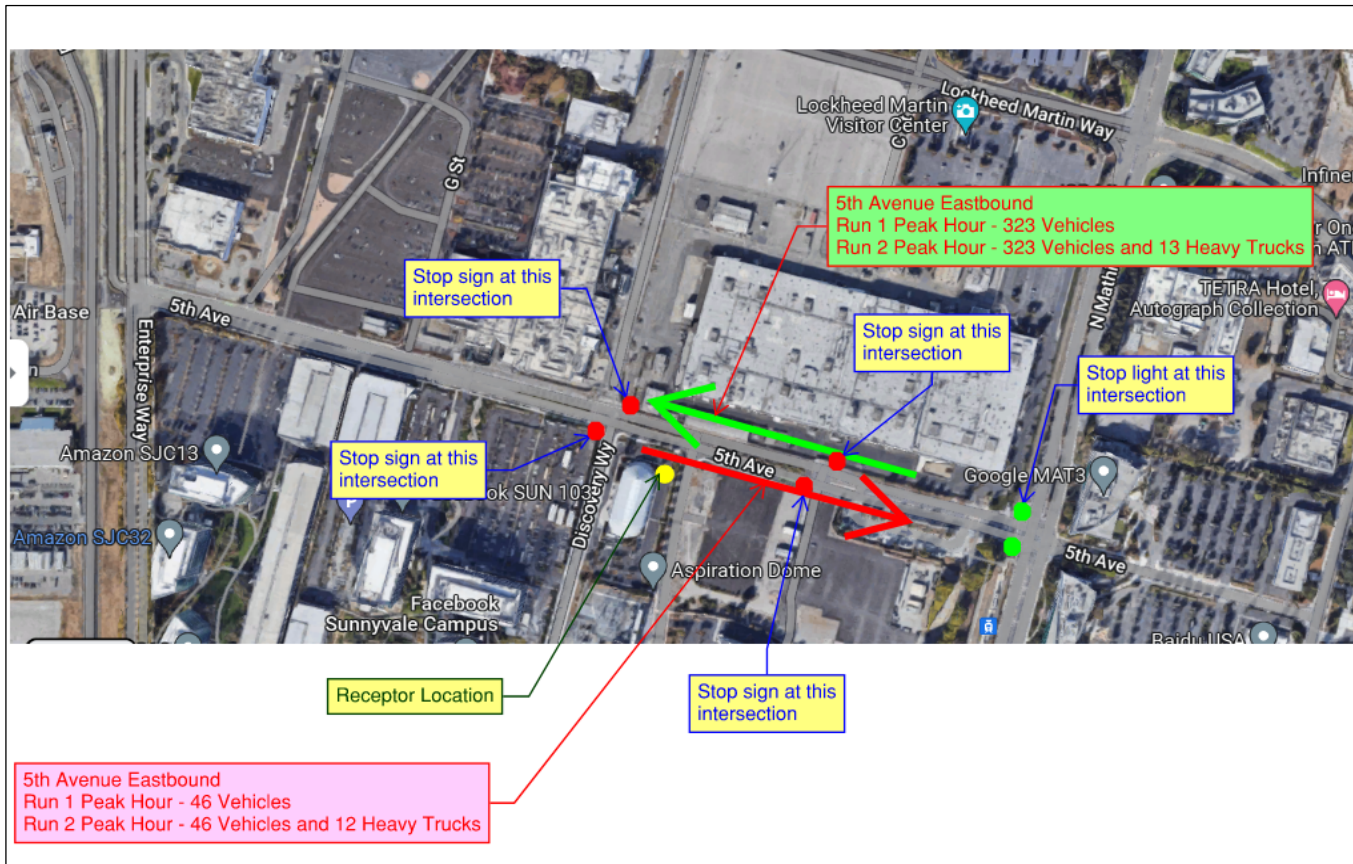 Lockheed Martin Way
Lockheed Martin
Visitor Center
C
G St
Infine
5th Avenue Eastbound
Run 1 Peak Hour - 323 Vehicles
Run 2 Peak Hour - 323 Vehicles and 13 Heavy Trucks
r On
n ATI
Stop sign at this
intersection
TETRA Hotel,
Autograph Collection
N Math
Air Base
5th Ave
Enterprise Way
Stop sign at this
intersection
Stop light at this
intersection
Amazon SJC13
Stop sign at this
intersection
5th Ave
Google MAT3
ok SUN 103
Discovery Wy
P
Amazon SJC32
Aspiration Dome
5th Ave
Facebook
Sunnyvale Campus
Baidu USA
Receptor Location
Stop sign at this
intersection
5th Avenue Eastbound
Run 1 Peak Hour - 46 Vehicles
Run 2 Peak Hour - 46 Vehicles and 12 Heavy Trucks